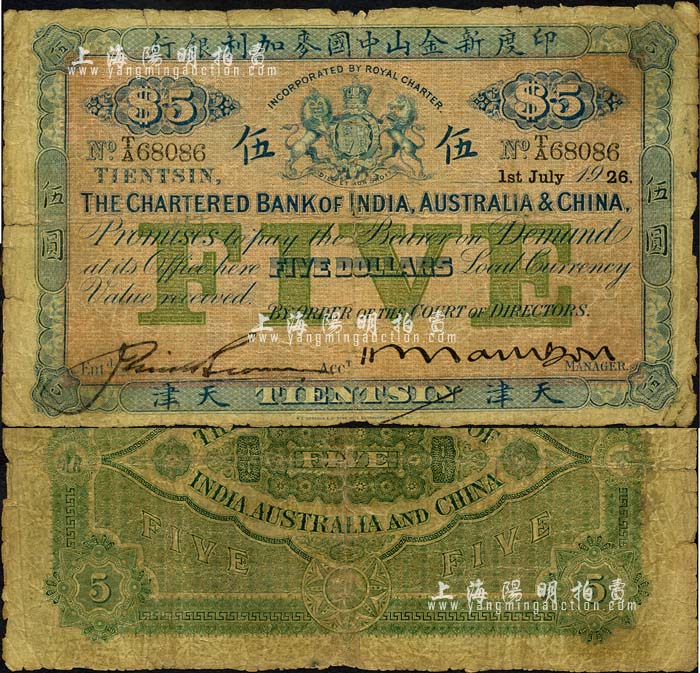 印度新金山中國麥加利銀行
上海陽明拍賣
www.yangmingauction.com
INCORPORATED BY ROYAL CHARTER.
$5
$5
伍
伍
No T/A 68086
No T/A 68086
TIENTSIN,
1st July 1926.
THE CHARTERED BANK OF INDIA, AUSTRALIA & CHINA,
Promises to pay the Bearer on Demand
at its Office here FIVE DOLLARS Local Currency
Value received.
FIVE
BY ORDER OF THE COURT OF DIRECTORS.
上海陽明拍賣
www.yangmingauction.com
Entd
Acct
MANAGER.
天津
TIENTSIN
天津
伍圓
伍圓
THE
OF
FIVE
INDIA AUSTRALIA AND CHINA
FIVE
FIVE
5
5
上海陽明拍賣
www.yangmingauction.com